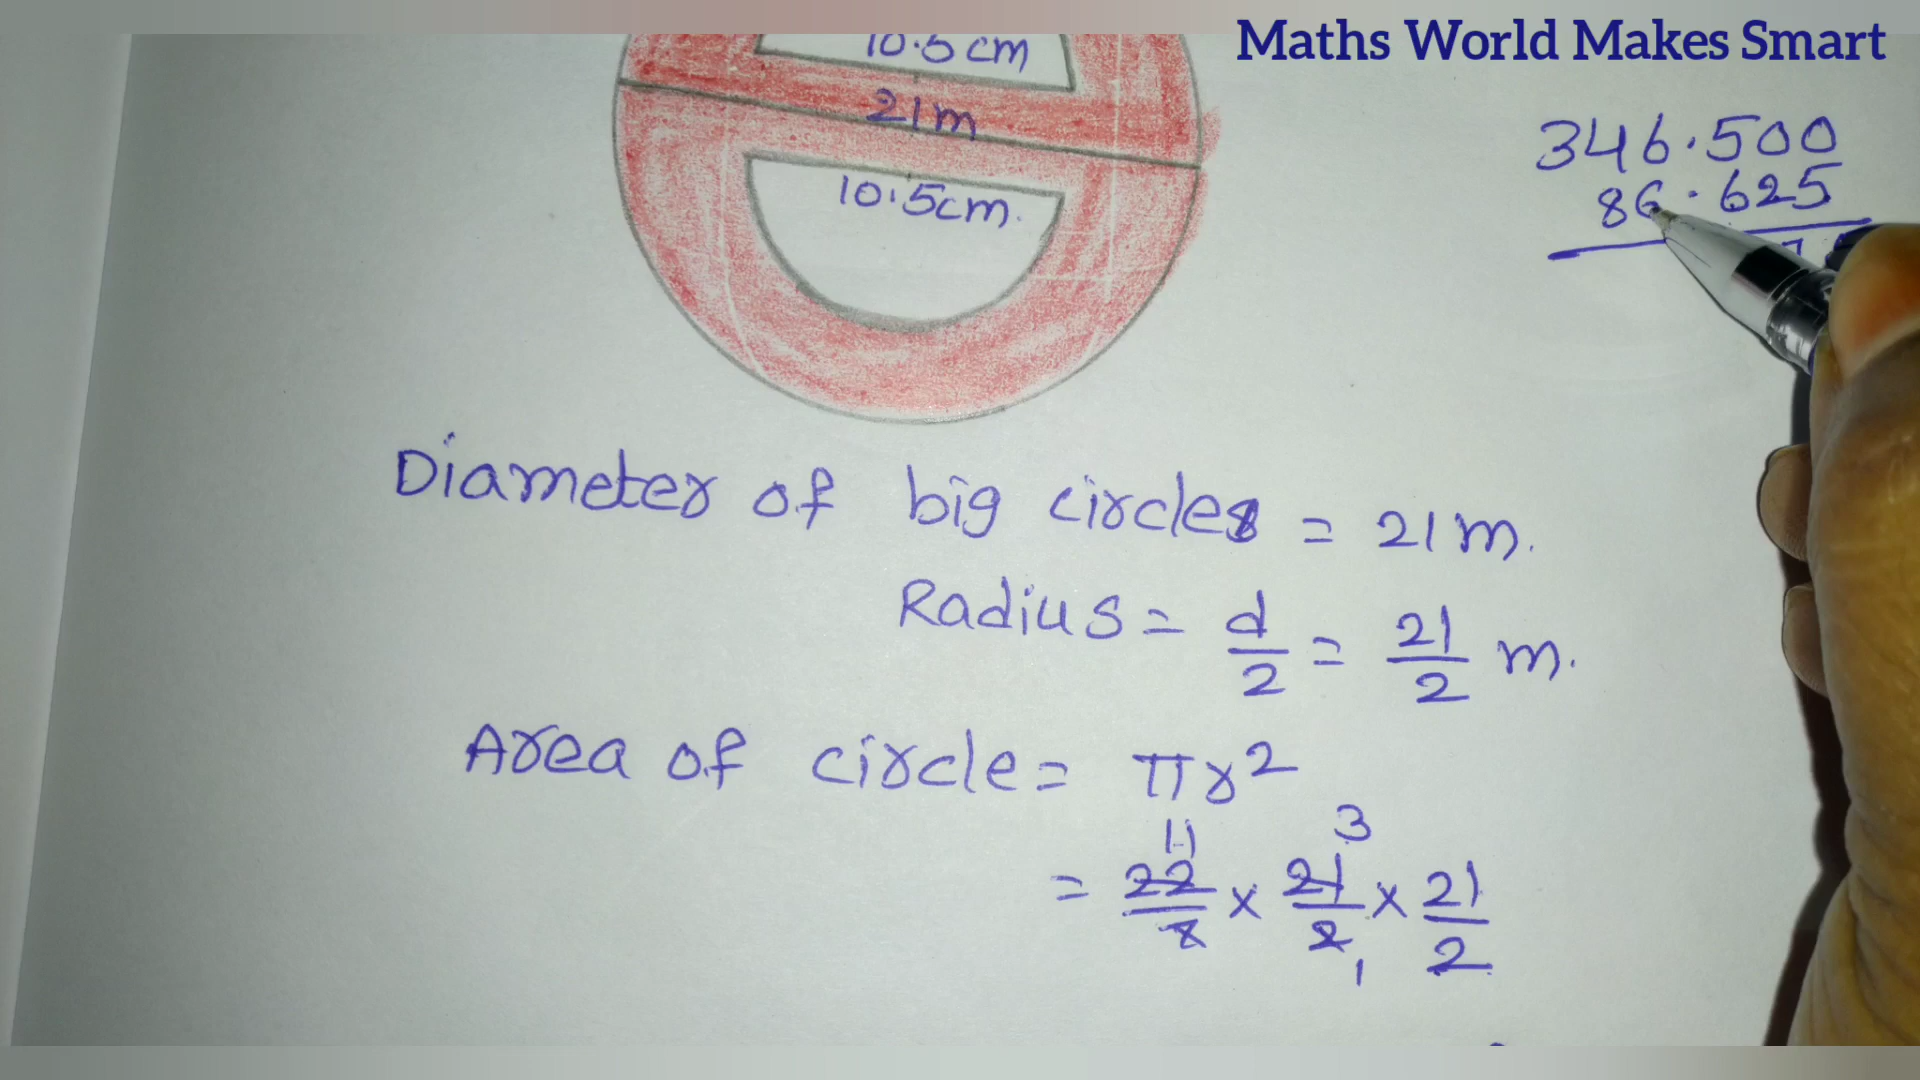 Maths World Makes Smart
10.5 cm
21m
10.5cm.
346.500
86.625
Diameter of big circles = 21m.
Radius = d/2 = 21/2 m.
Area of circle = πr²
11 3
= 22/7 × 21/2 × 21/2
1